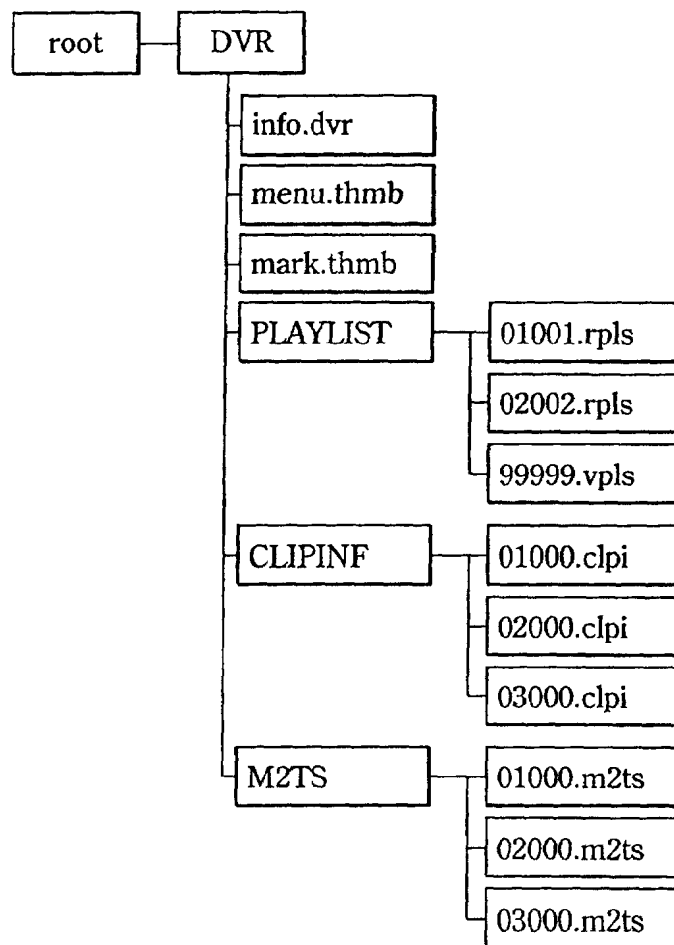 root
DVR
info.dvr
menu.thmb
mark.thmb
PLAYLIST
01001.rpls
02002.rpls
99999.vpls
CLIPINF
01000.clpi
02000.clpi
03000.clpi
M2TS
01000.m2ts
02000.m2ts
03000.m2ts